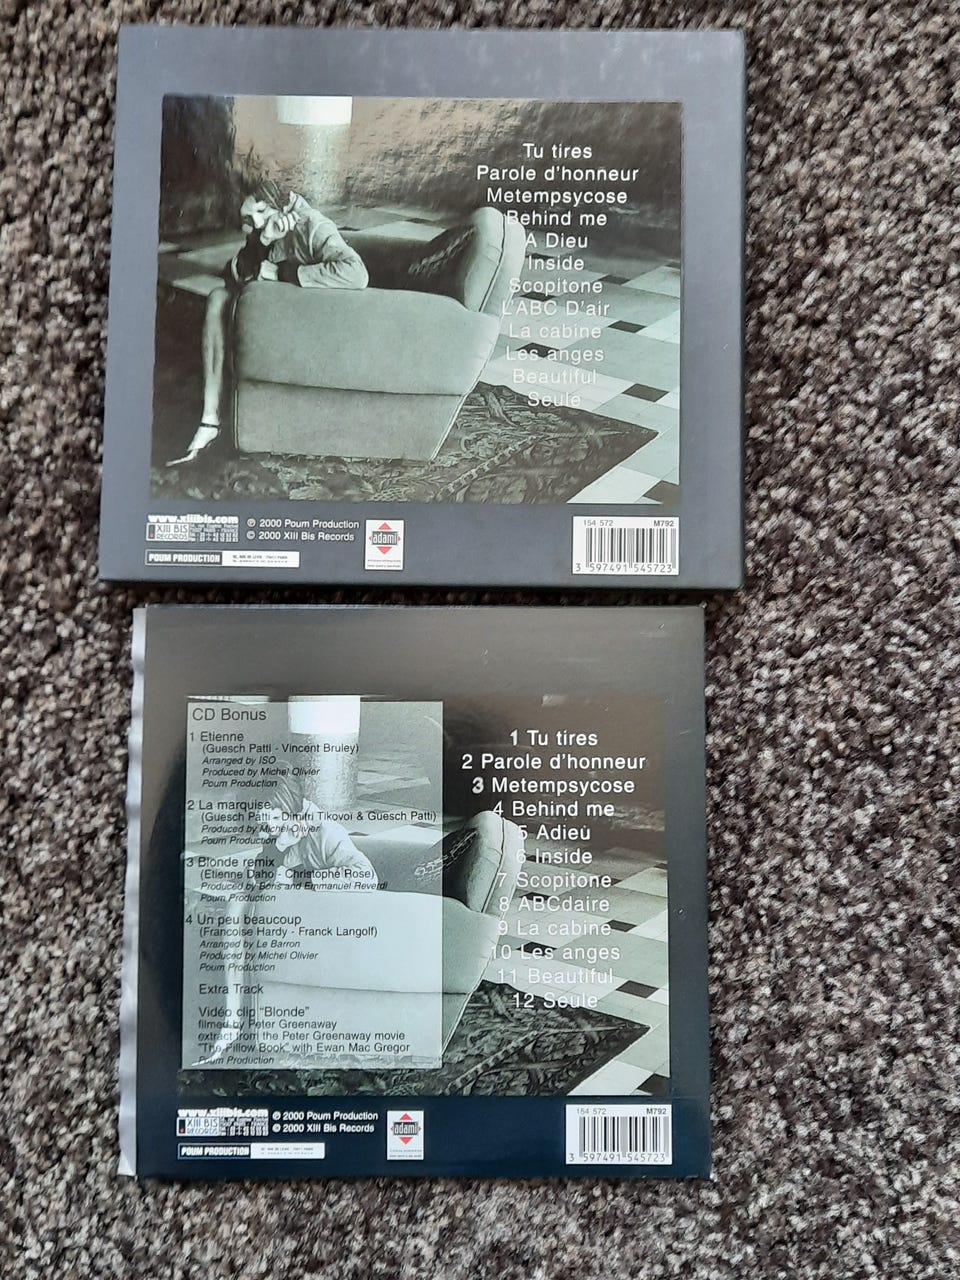 Tu tires
Parole d'honneur
Metempsycose
Behind me
A Dieu
Inside
Scopitone
L'ABC D'air
La cabine
Les anges
Beautiful
Seule
www.xiiibis.com
XIII BIS
RECORDS
℗ 2000 Poum Production
© 2000 XIII Bis Records
POUM PRODUCTION
adami
154 572 M792
3 597491 545723
CD Bonus
1 Etienne
(Guesch Patti - Vincent Bruley)
Arranged by ISO
Produced by Michel Olivier
Poum Production
2 La marquise
(Guesch Patti - Dimitri Tikovoi & Guesch Patti)
Produced by Michel Olivier
Poum Production
3 Blonde remix
(Etienne Daho - Christophe Rose)
Produced by Boris and Emmanuel Reverdi
Poum Production
4 Un peu beaucoup
(Francoise Hardy - Franck Langolf)
Arranged by Le Barron
Produced by Michel Olivier
Poum Production
Extra Track
Vidéo clip "Blonde"
filmed by Peter Greenaway
extract from the Peter Greenaway movie
"The Pillow Book" with Ewan Mac Gregor
Poum Production
1 Tu tires
2 Parole d'honneur
3 Metempsycose
4 Behind me
5 Adieu
6 Inside
7 Scopitone
8 ABCdaire
9 La cabine
10 Les anges
11 Beautiful
12 Seule
www.xiiibis.com
XIII BIS
RECORDS
℗ 2000 Poum Production
© 2000 XIII Bis Records
POUM PRODUCTION
adami
154 572 M792
3 597491 545723